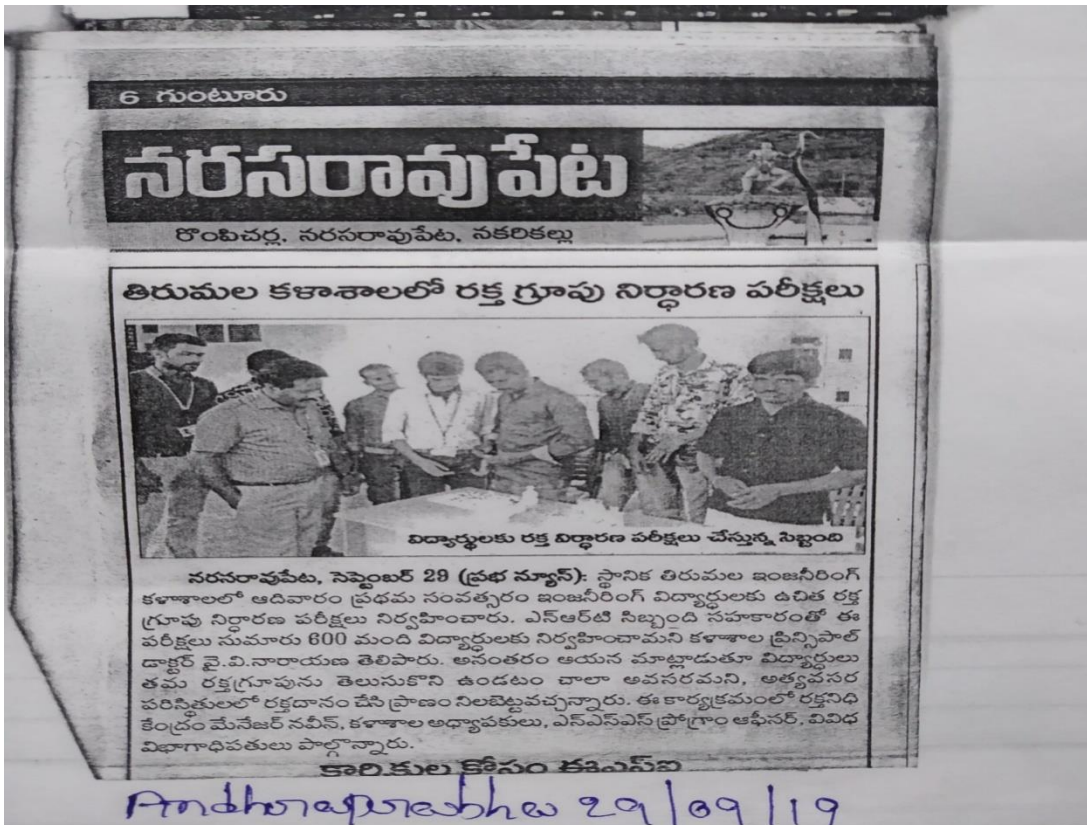 6 గుంటూరు
నరసరావుపేట
రొంపిచర్ల, నరసరావుపేట, నకరికల్లు
తిరుమల కళాశాలలో రక్త గ్రూపు నిర్ధారణ పరీక్షలు
విద్యార్థులకు రక్త నిర్ధారణ పరీక్షలు చేస్తున్న సిబ్బంది
నరసరావుపేట, సెప్టెంబర్ 29 (ప్రభ న్యూస్): స్థానిక తిరుమల ఇంజనీరింగ్
కళాశాలలో ఆదివారం ప్రథమ సంవత్సరం ఇంజనీరింగ్ విద్యార్థులకు ఉచిత రక్త
గ్రూపు నిర్ధారణ పరీక్షలు నిర్వహించారు. ఎన్ఆర్‌టి సిబ్బంది సహకారంతో ఈ
పరీక్షలు సుమారు 600 మంది విద్యార్థులకు నిర్వహించామని కళాశాల ప్రిన్సిపాల్
డాక్టర్ వై.వి.నారాయణ తెలిపారు. అనంతరం ఆయన మాట్లాడుతూ విద్యార్థులు
తమ రక్తగ్రూపును తెలుసుకొని ఉండటం చాలా అవసరమని, అత్యవసర
పరిస్థితులలో రక్తదానం చేసి ప్రాణం నిలబెట్టవచ్చన్నారు. ఈ కార్యక్రమంలో రక్తనిధి
కేంద్రం మేనేజర్ నవీన్, కళాశాల అధ్యాపకులు, ఎన్ఎస్ఎస్ ప్రోగ్రాం ఆఫీసర్, వివిధ
విభాగాధిపతులు పాల్గొన్నారు.
కార్మికుల కోసం ఈఎస్ఐ
Andhraprabha 29/09/19